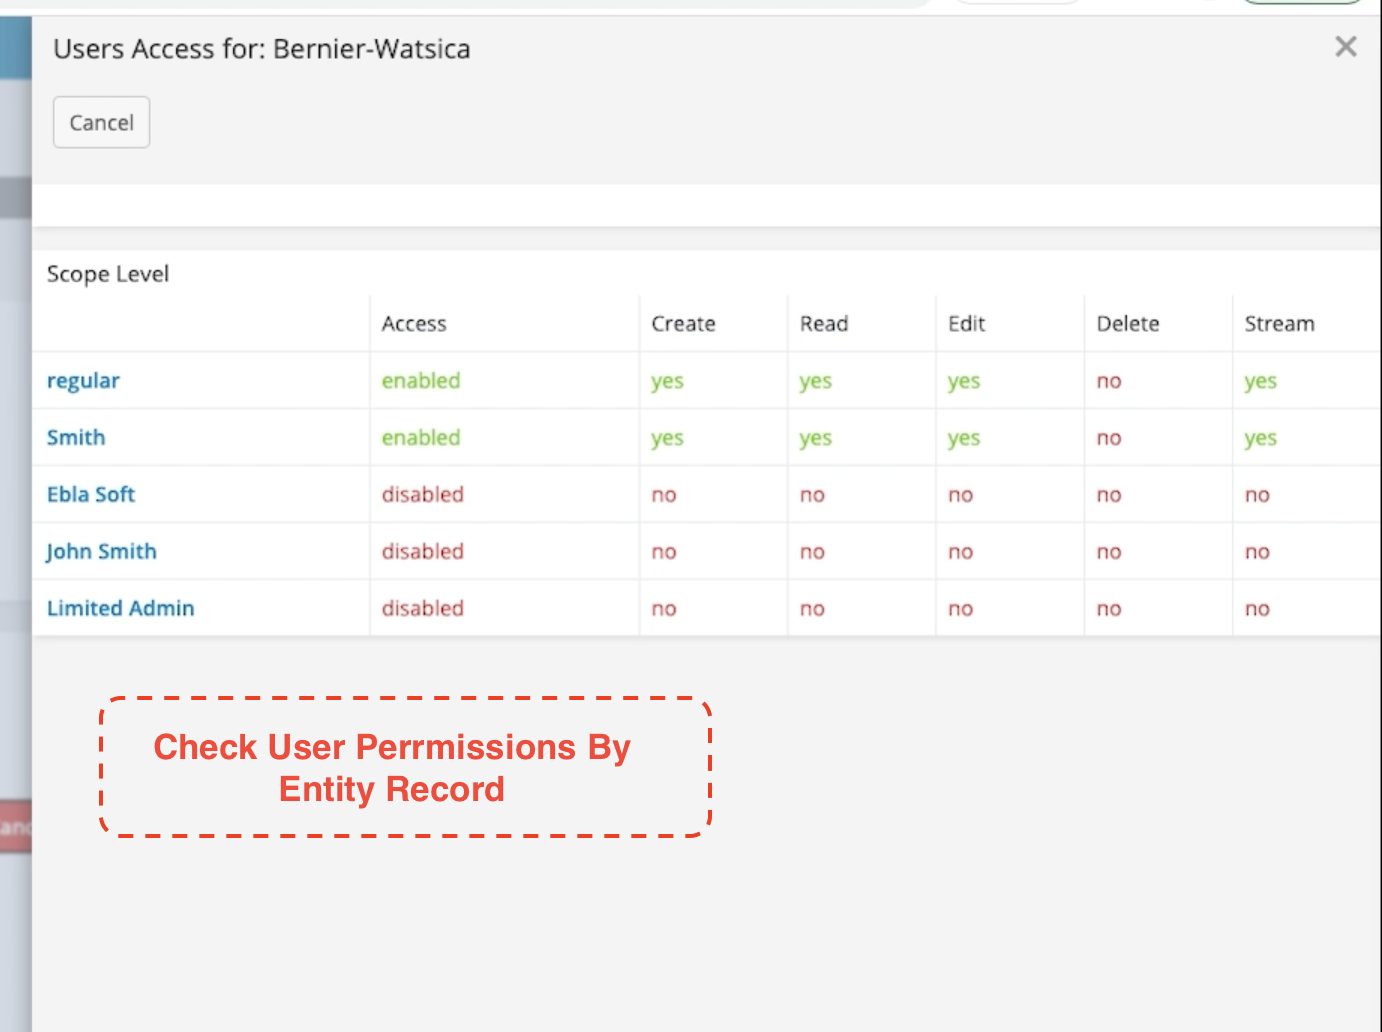 Users Access for: Bernier-Watsica
Cancel
Scope Level
Access Create Read Edit Delete Stream
regular enabled yes yes yes no yes
Smith enabled yes yes yes no yes
Ebla Soft disabled no no no no no
John Smith disabled no no no no no
Limited Admin disabled no no no no no
Check User Perrmissions By
Entity Record